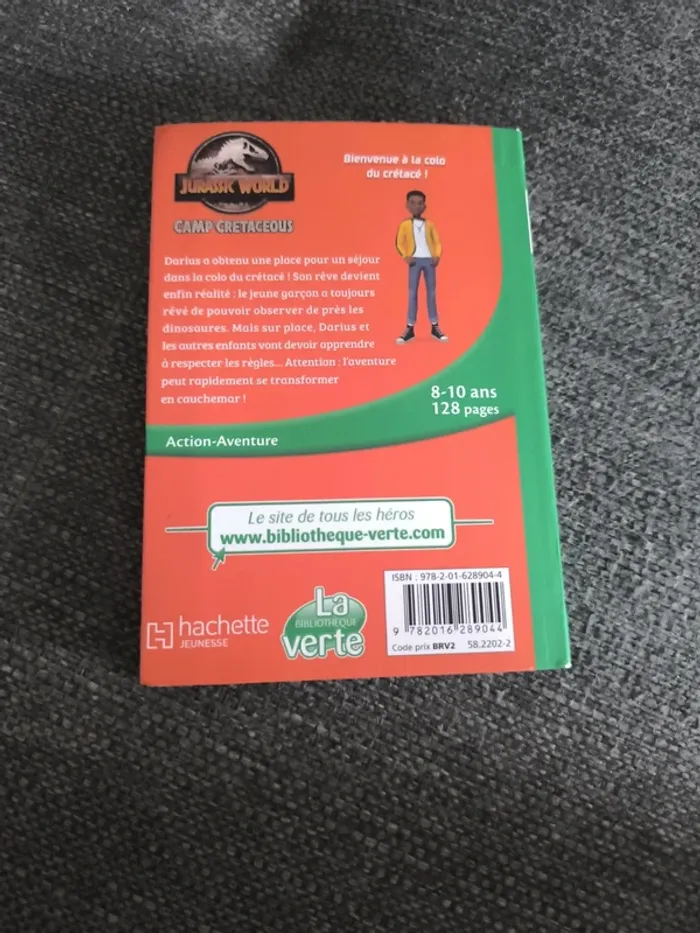 JURASSIC WORLD
CAMP CRETACEOUS
Bienvenue à la colo
du crétacé !
Darius a obtenu une place pour un séjour
dans la colo du crétacé ! Son rêve devient
enfin réalité : le jeune garçon a toujours
rêvé de pouvoir observer de près les
dinosaures. Mais sur place, Darius et
les autres enfants vont devoir apprendre
à respecter les règles... Attention : l'aventure
peut rapidement se transformer
en cauchemar !
8-10 ans
128 pages
Action-Aventure
Le site de tous les héros
www.bibliotheque-verte.com
hachette
JEUNESSE
La
BIBLIOTHEQUE
verte
ISBN : 978-2-01-628904-4
9 782016 289044
Code prix BRV2 58.2202-2